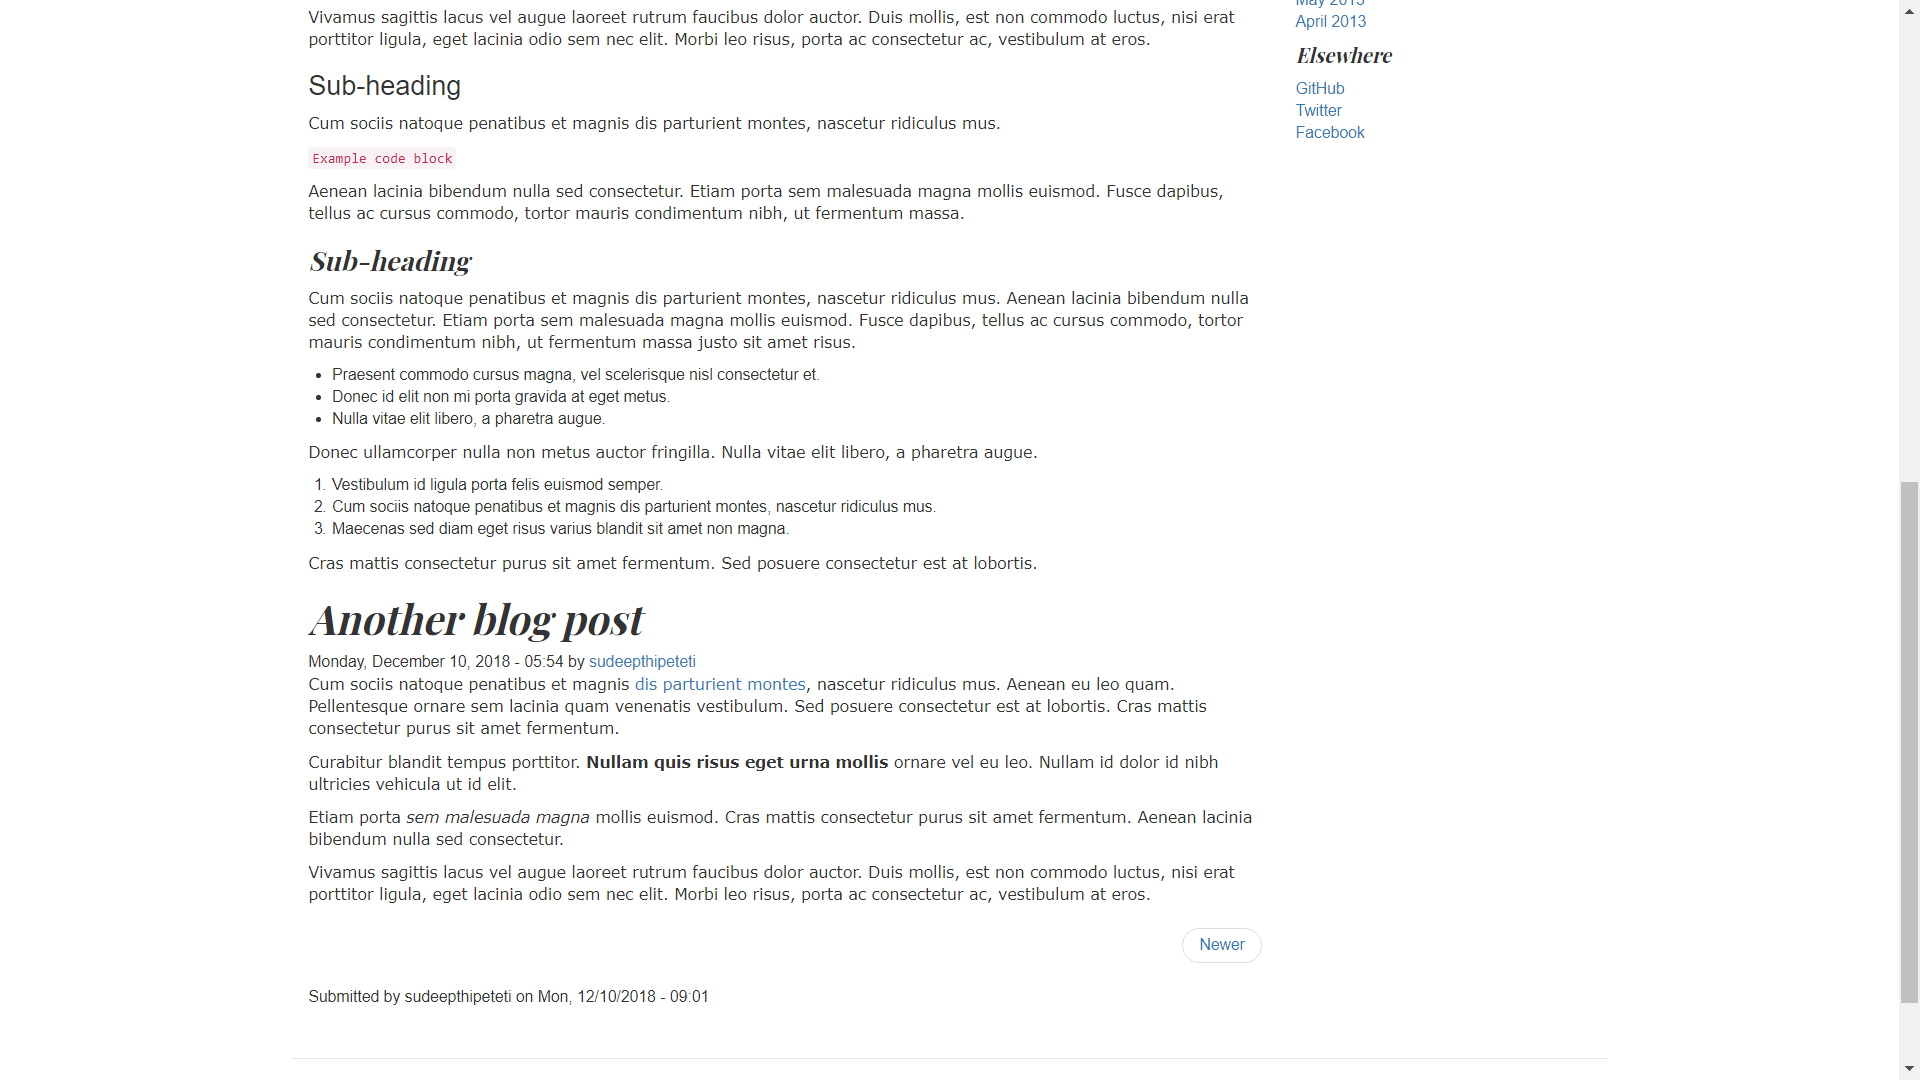 Vivamus sagittis lacus vel augue laoreet rutrum faucibus dolor auctor. Duis mollis, est non commodo luctus, nisi erat
porttitor ligula, eget lacinia odio sem nec elit. Morbi leo risus, porta ac consectetur ac, vestibulum at eros.
Sub-heading
Cum sociis natoque penatibus et magnis dis parturient montes, nascetur ridiculus mus.
Example code block
Aenean lacinia bibendum nulla sed consectetur. Etiam porta sem malesuada magna mollis euismod. Fusce dapibus,
tellus ac cursus commodo, tortor mauris condimentum nibh, ut fermentum massa.
Sub-heading
Cum sociis natoque penatibus et magnis dis parturient montes, nascetur ridiculus mus. Aenean lacinia bibendum nulla
sed consectetur. Etiam porta sem malesuada magna mollis euismod. Fusce dapibus, tellus ac cursus commodo, tortor
mauris condimentum nibh, ut fermentum massa justo sit amet risus.
• Praesent commodo cursus magna, vel scelerisque nisl consectetur et.
• Donec id elit non mi porta gravida at eget metus.
• Nulla vitae elit libero, a pharetra augue.
Donec ullamcorper nulla non metus auctor fringilla. Nulla vitae elit libero, a pharetra augue.
1. Vestibulum id ligula porta felis euismod semper.
2. Cum sociis natoque penatibus et magnis dis parturient montes, nascetur ridiculus mus.
3. Maecenas sed diam eget risus varius blandit sit amet non magna.
Cras mattis consectetur purus sit amet fermentum. Sed posuere consectetur est at lobortis.
Another blog post
Monday, December 10, 2018 - 05:54 by sudeepthipeteti
Cum sociis natoque penatibus et magnis dis parturient montes, nascetur ridiculus mus. Aenean eu leo quam.
Pellentesque ornare sem lacinia quam venenatis vestibulum. Sed posuere consectetur est at lobortis. Cras mattis
consectetur purus sit amet fermentum.
Curabitur blandit tempus porttitor. Nullam quis risus eget urna mollis ornare vel eu leo. Nullam id dolor id nibh
ultricies vehicula ut id elit.
Etiam porta sem malesuada magna mollis euismod. Cras mattis consectetur purus sit amet fermentum. Aenean lacinia
bibendum nulla sed consectetur.
Vivamus sagittis lacus vel augue laoreet rutrum faucibus dolor auctor. Duis mollis, est non commodo luctus, nisi erat
porttitor ligula, eget lacinia odio sem nec elit. Morbi leo risus, porta ac consectetur ac, vestibulum at eros.
Newer
Submitted by sudeepthipeteti on Mon, 12/10/2018 - 09:01
May 2013
April 2013
Elsewhere
GitHub
Twitter
Facebook